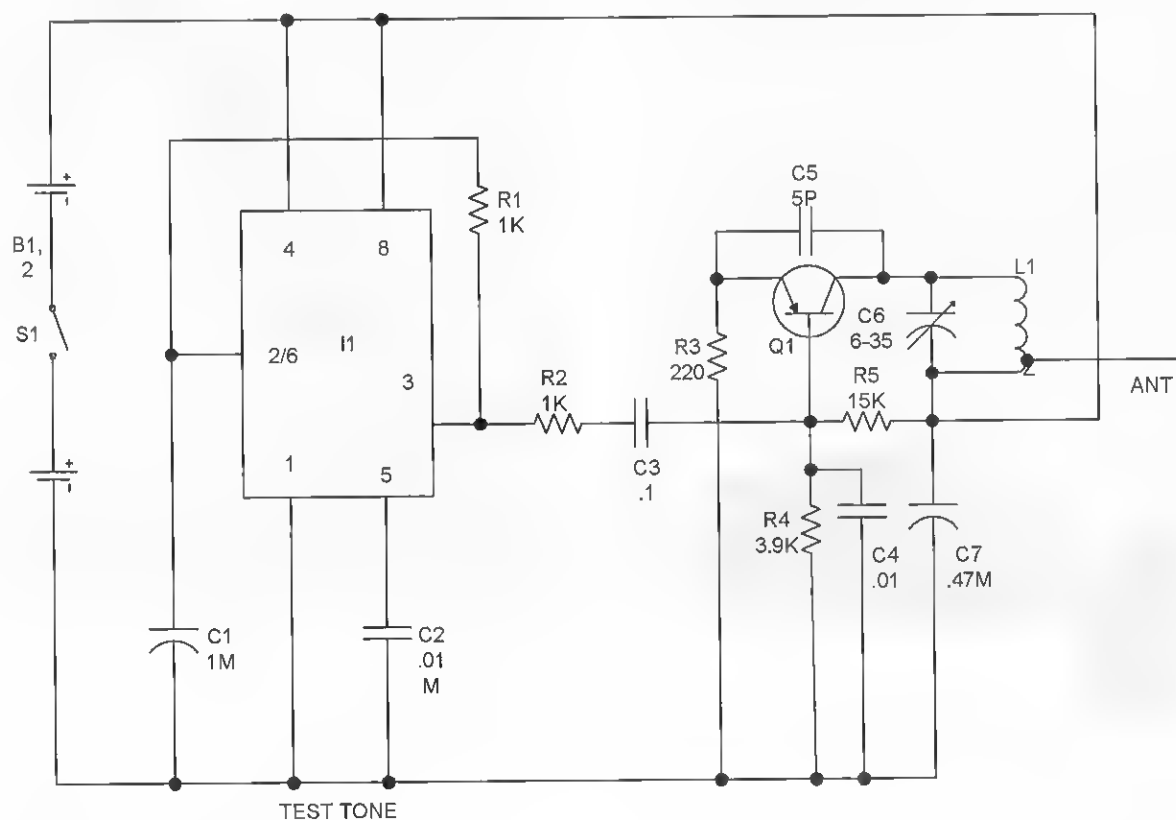 +
B1,
2
S1
+
4
8
2/6
I1
3
1
5
R1
1K
R2
1K
C3
.1
C1
1M
C2
.01
M
C5
5P
Q1
R3
220
C6
6-35
L1
R5
15K
ANT
R4
3.9K
C4
.01
C7
.47M
TEST TONE